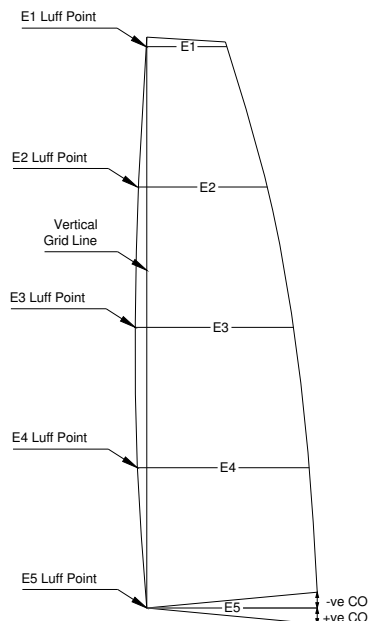 E1 Luff Point
E1
E2 Luff Point
E2
Vertical
Grid Line
E3 Luff Point
E3
E4 Luff Point
E4
E5 Luff Point
E5
-ve CO
+ve CO